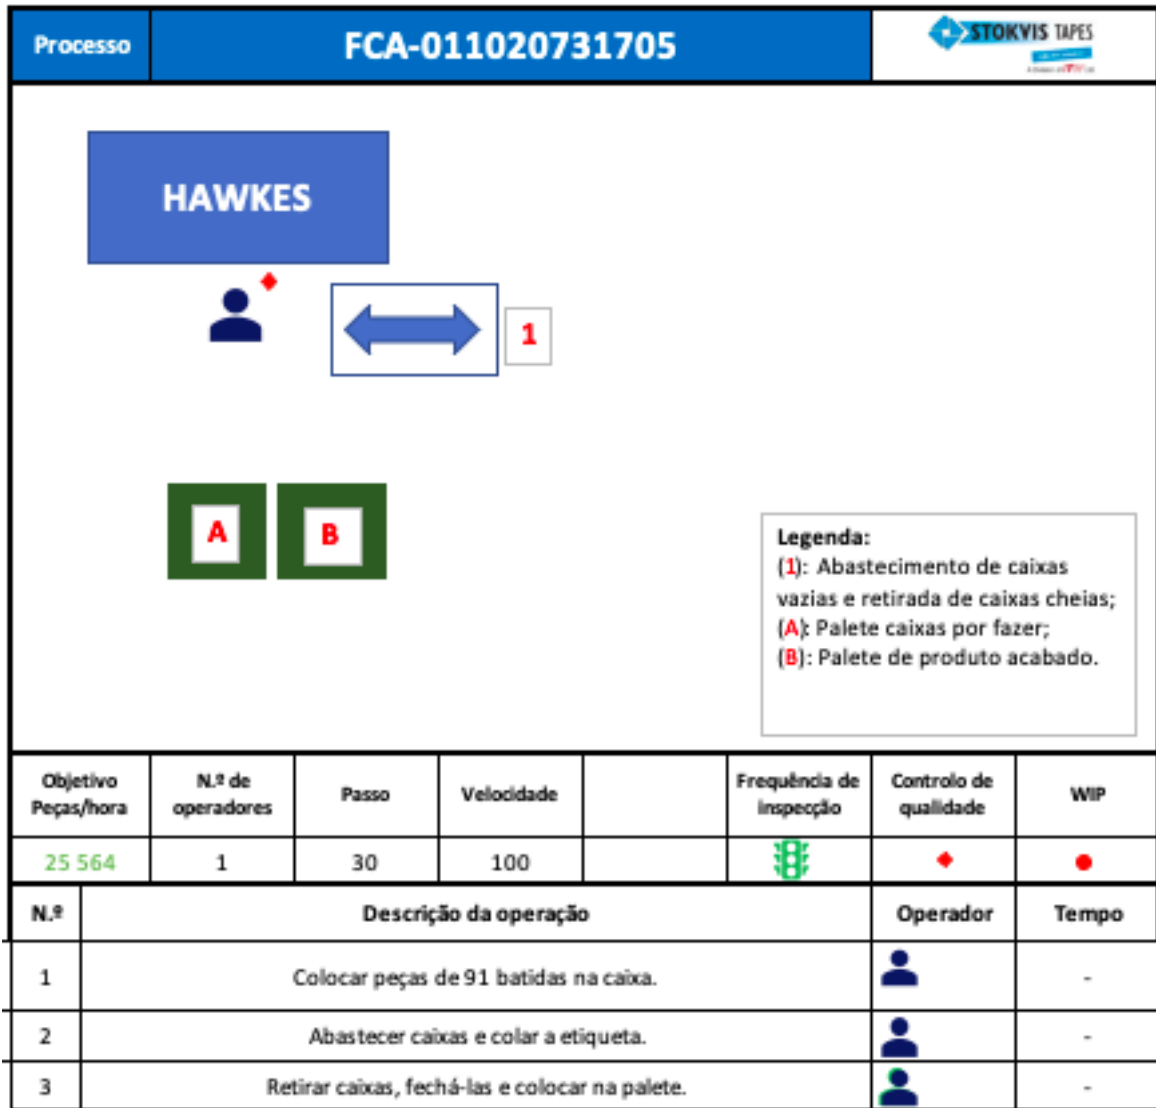 Processo
FCA-011020731705
STOKVIS TAPES
HAWKES
1
A
B
Legenda:
(1): Abastecimento de caixas
vazias e retirada de caixas cheias;
(A): Palete caixas por fazer;
(B): Palete de produto acabado.
Objetivo
Peças/hora
N.º de
operadores
Passo
Velocidade
Frequência de
inspecção
Controlo de
qualidade
WIP
25 564
1
30
100
N.º
Descrição da operação
Operador
Tempo
1
Colocar peças de 91 batidas na caixa.
-
2
Abastecer caixas e colar a etiqueta.
-
3
Retirar caixas, fechá-las e colocar na palete.
-